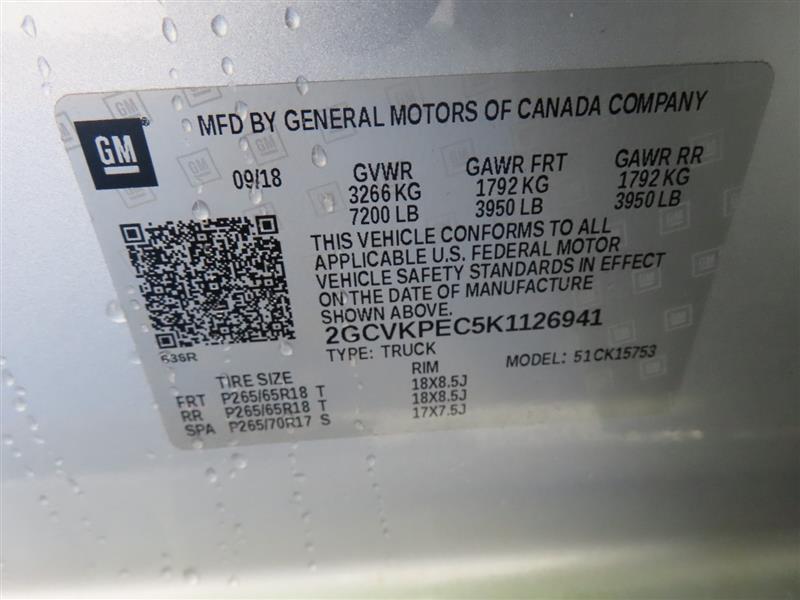 GM
MFD BY GENERAL MOTORS OF CANADA COMPANY
09/18 GVWR GAWR FRT GAWR RR
3266 KG 1792 KG 1792 KG
7200 LB 3950 LB 3950 LB
THIS VEHICLE CONFORMS TO ALL
APPLICABLE U.S. FEDERAL MOTOR
VEHICLE SAFETY STANDARDS IN EFFECT
ON THE DATE OF MANUFACTURE
SHOWN ABOVE.
2GCVKPEC5K1126941
636R TYPE: TRUCK MODEL: 51CK15753
TIRE SIZE RIM
FRT P265/65R18 T 18X8.5J
RR P265/65R18 T 18X8.5J
SPA P265/70R17 S 17X7.5J